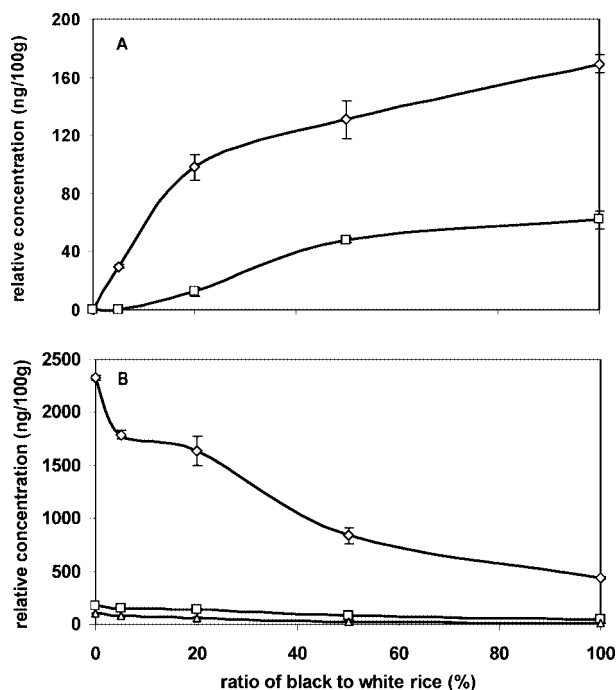 200
A
160
120
80
40
0
relative concentration (ng/100g)
2500
B
2000
1500
1000
500
0
relative concentration (ng/100g)
0 20 40 60 80 100
ratio of black to white rice (%)